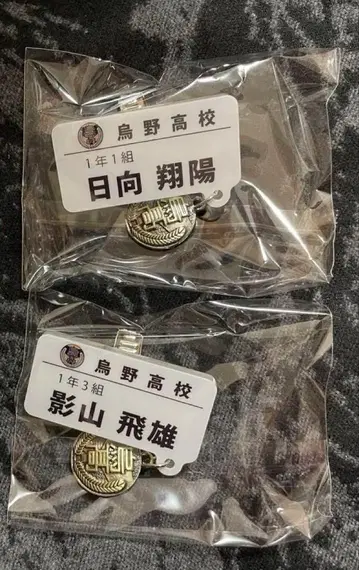 烏野高校
1年1組
日向 翔陽
烏野高校
1年3組
影山 飛雄